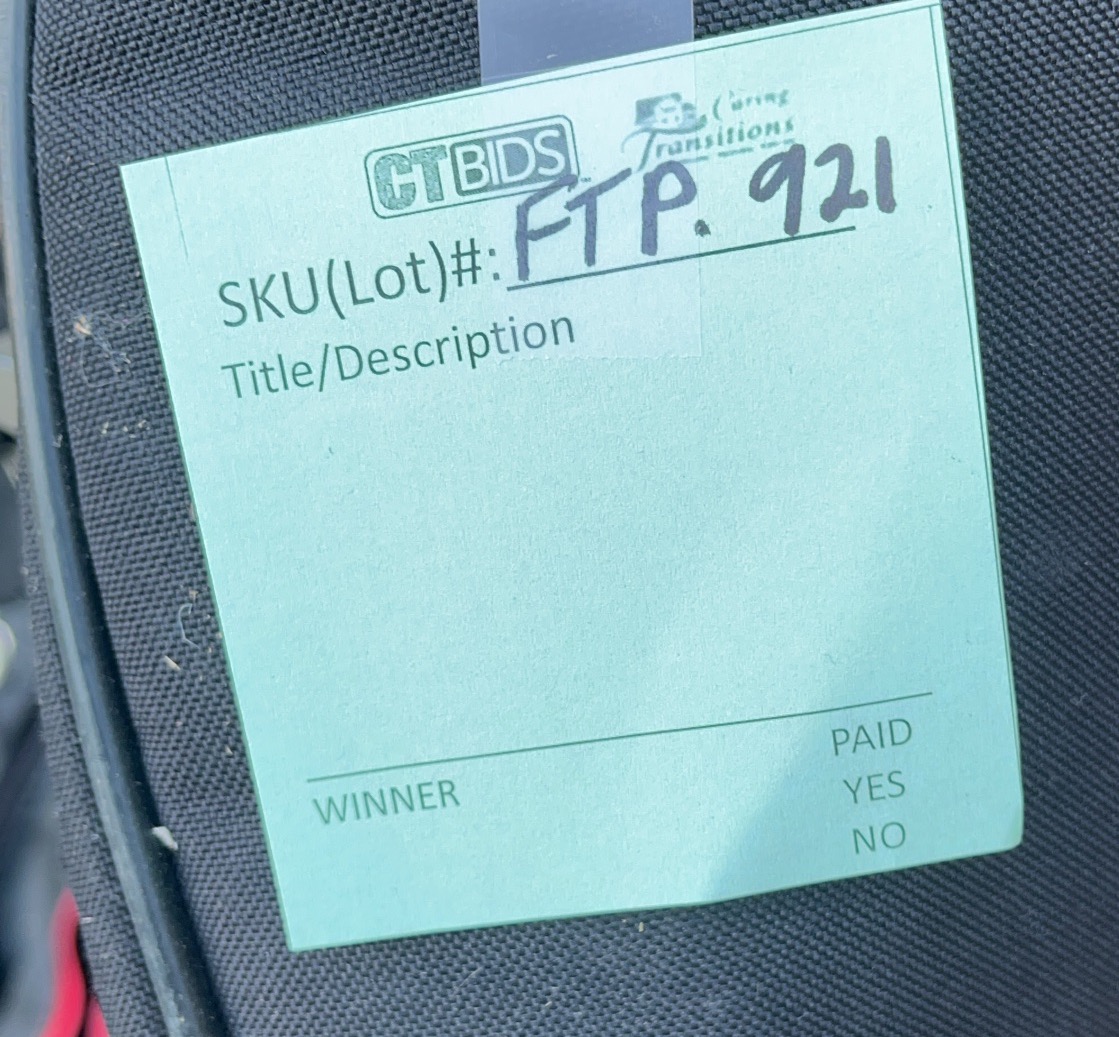 CTBIDS
Caring
Transitions
SKU(Lot)#: FTP. 921
Title/Description
WINNER
PAID
YES
NO